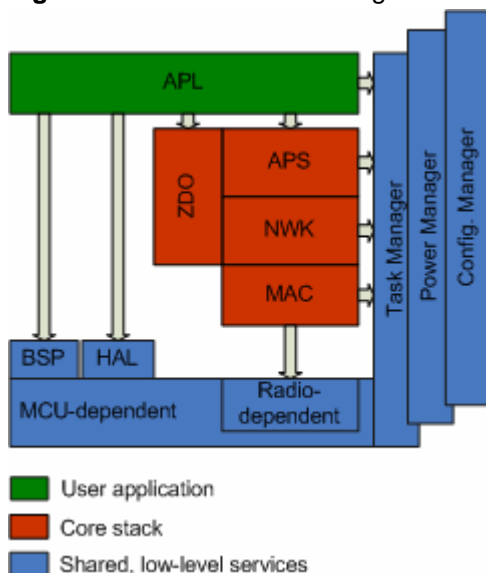 APL
ZDO
APS
NWK
MAC
Task Manager
Power Manager
Config. Manager
BSP
HAL
MCU-dependent
Radio-
dependent
User application
Core stack
Shared, low-level services